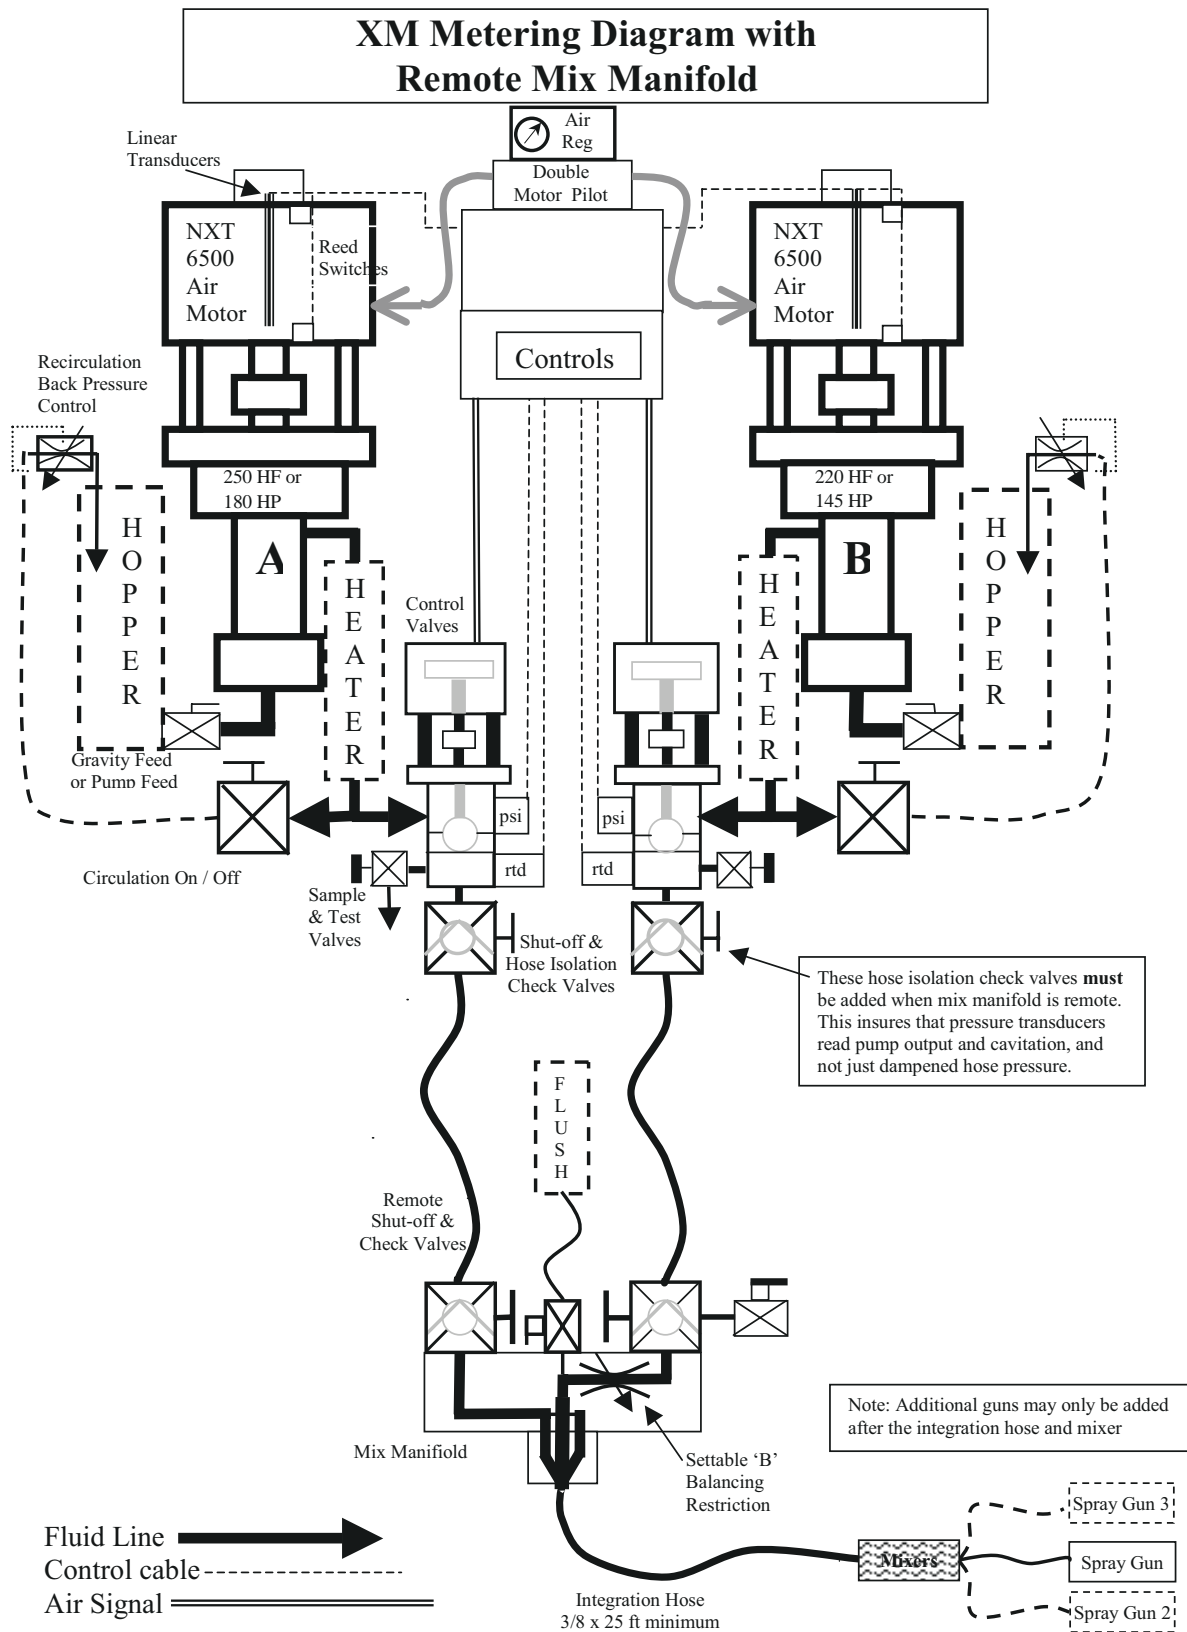 XM Metering Diagram with
Remote Mix Manifold
Air
Reg
Linear
Transducers
Double
Motor Pilot
NXT
6500
Air
Motor
Reed
Switches
NXT
6500
Air
Motor
Controls
Recirculation
Back Pressure
Control
250 HF or
180 HP
220 HF or
145 HP
H
O
P
P
E
R
A
H
E
A
T
E
R
Control
Valves
H
E
A
T
E
R
B
H
O
P
P
E
R
Gravity Feed
or Pump Feed
psi
psi
rtd
rtd
Circulation On / Off
Sample
& Test
Valves
Shut-off &
Hose Isolation
Check Valves
These hose isolation check valves must
be added when mix manifold is remote.
This insures that pressure transducers
read pump output and cavitation, and
not just dampened hose pressure.
F
L
U
S
H
Remote
Shut-off &
Check Valves
Mix Manifiold
Settable ‘B’
Balancing
Restriction
Note: Additional guns may only be added
after the integration hose and mixer
Fluid Line
Control cable
Air Signal
Integration Hose
3/8 x 25 ft minimum
Mixers
Spray Gun 3
Spray Gun
Spray Gun 2